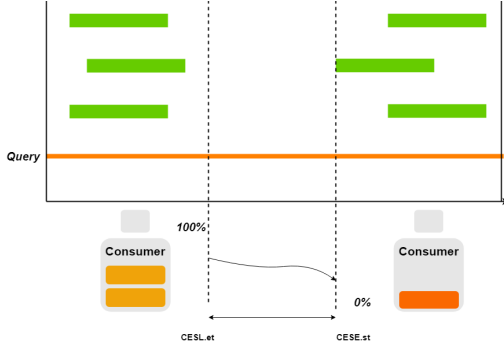 Query
100%
Consumer
Consumer
0%
CESL.et
CESE.st